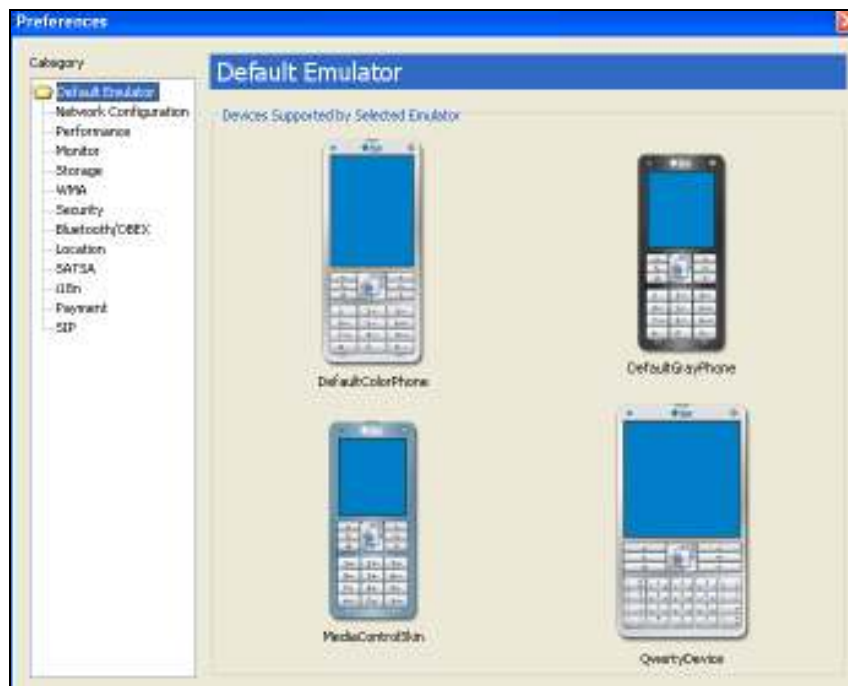 Preferences
Category
Default Emulator
Network Configuration
Performance
Monitor
Storage
WMA
Security
Bluetooth/OBEX
Location
SATSA
i18n
Payment
SIP
Default Emulator
Devices Supported by Selected Emulator
DefaultColorPhone
DefaultGrayPhone
MediaControlSkin
QwertyDevice